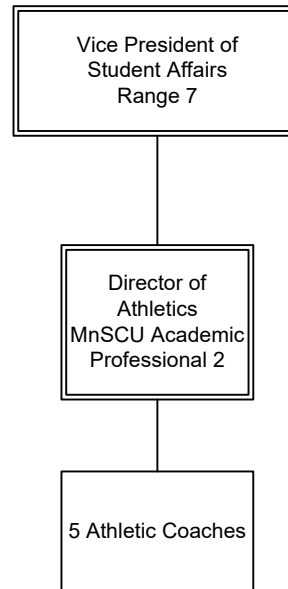 Vice President of
Student Affairs
Range 7
Director of
Athletics
MnSCU Academic
Professional 2
5 Athletic Coaches